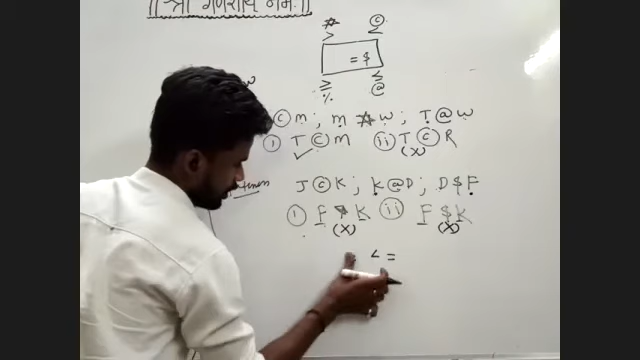 || श्री गणेशाय नमः ||
# ©
> <
= $
≥ ≤
% @
© m ; m # w ; T @ w
① T © M ⓘⓘ T © R
(x)
J © K ; K @ D ; D $ F
① F K ⓘⓘ F $ K
(x) (x)
< =